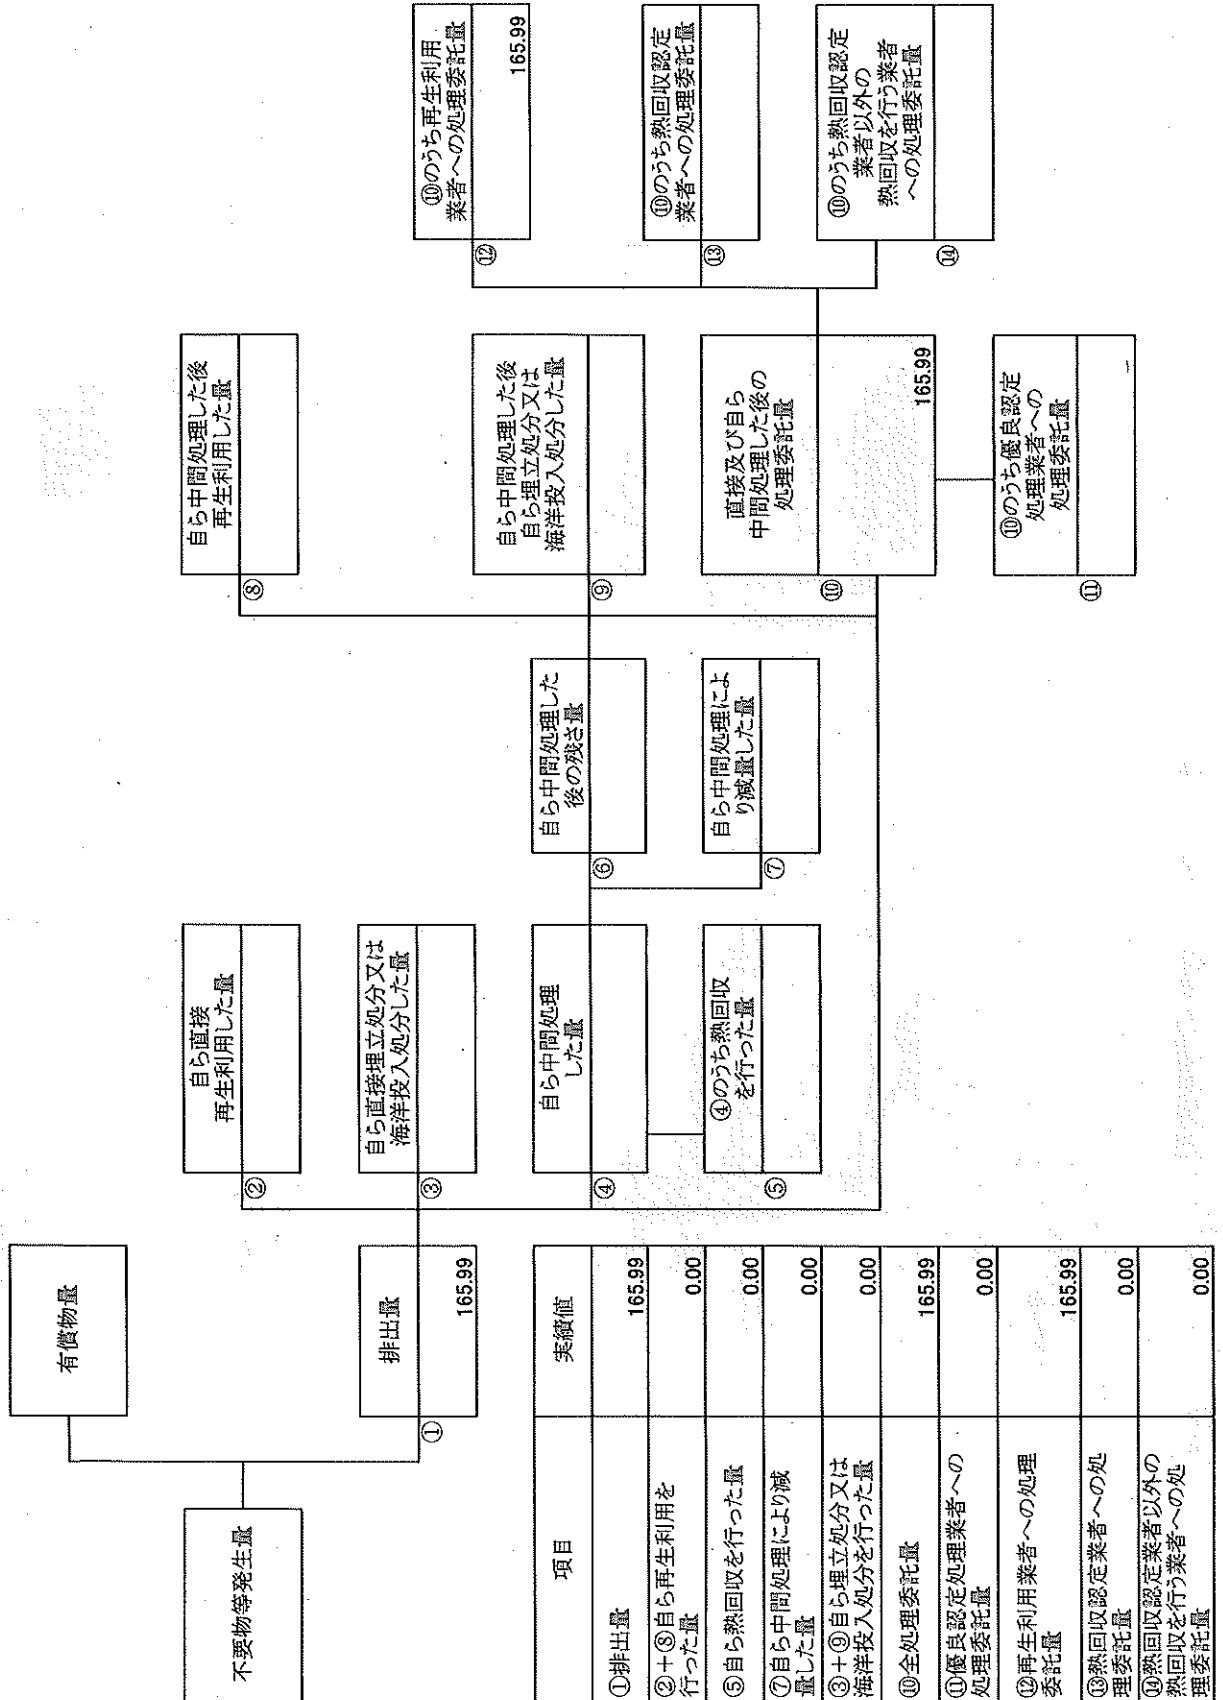 不要物等発生量
有償物量
排出量
①
165.99
②
自ら直接
再生利用した量
③
自ら直接埋立処分又は
海洋投入処分した量
④
自ら中間処理
した量
⑤
④のうち熱回収
を行った量
⑥
自ら中間処理した
後の残さ量
⑦
自ら中間処理によ
り減量した量
⑧
自ら中間処理した後
再生利用した量
⑨
自ら中間処理した後
自ら埋立処分又は
海洋投入処分した量
⑩
直接及び自ら
中間処理した後の
処理委託量
165.99
⑪
⑩のうち優良認定
処理業者への
処理委託量
⑫
⑩のうち再生利用
業者への処理委託量
165.99
⑬
⑩のうち熱回収認定
業者への処理委託量
⑭
⑩のうち熱回収認定
業者以外の
熱回収を行う業者
への処理委託量
項目 実績値
①排出量 165.99
②+⑧自ら再生利用を
行った量 0.00
⑤自ら熱回収を行った量 0.00
⑦自ら中間処理により減
量した量 0.00
③+⑨自ら埋立処分又は
海洋投入処分を行った量 0.00
⑩全処理委託量 165.99
⑪優良認定処理業者への
処理委託量 0.00
⑫再生利用業者への処理
委託量 165.99
⑬熱回収認定業者への処
理委託量 0.00
⑭熱回収認定業者以外の
熱回収を行う業者への処
理委託量 0.00